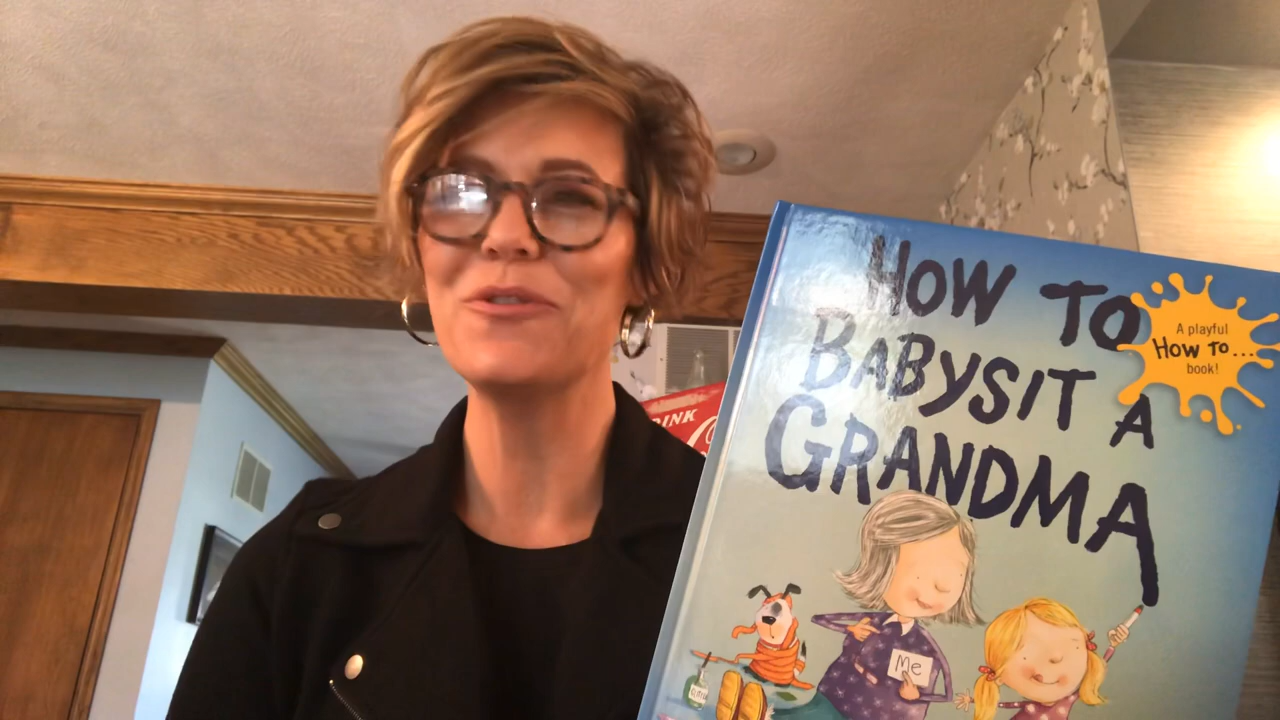 HOW TO
BABYSIT A
GRANDMA
A playful
HOW TO...
book!
Me